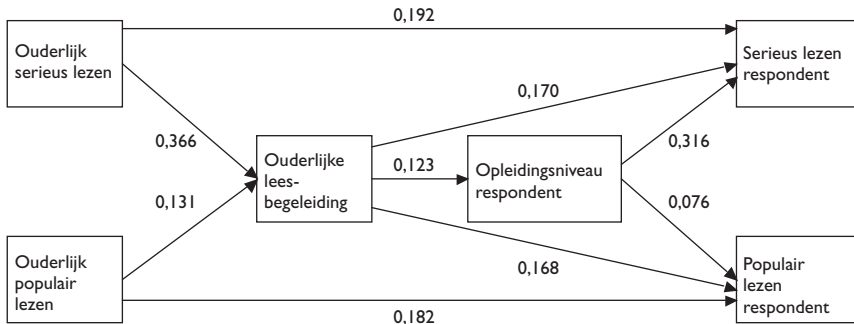 0,192
Ouderlijk
serieus lezen
Serieus lezen
respondent
0,170
0,366
Ouderlijke
lees-
begeleiding
0,123
Opleidingsniveau
respondent
0,316
0,131
0,076
Ouderlijk
populair
lezen
0,168
Populair
lezen
respondent
0,182